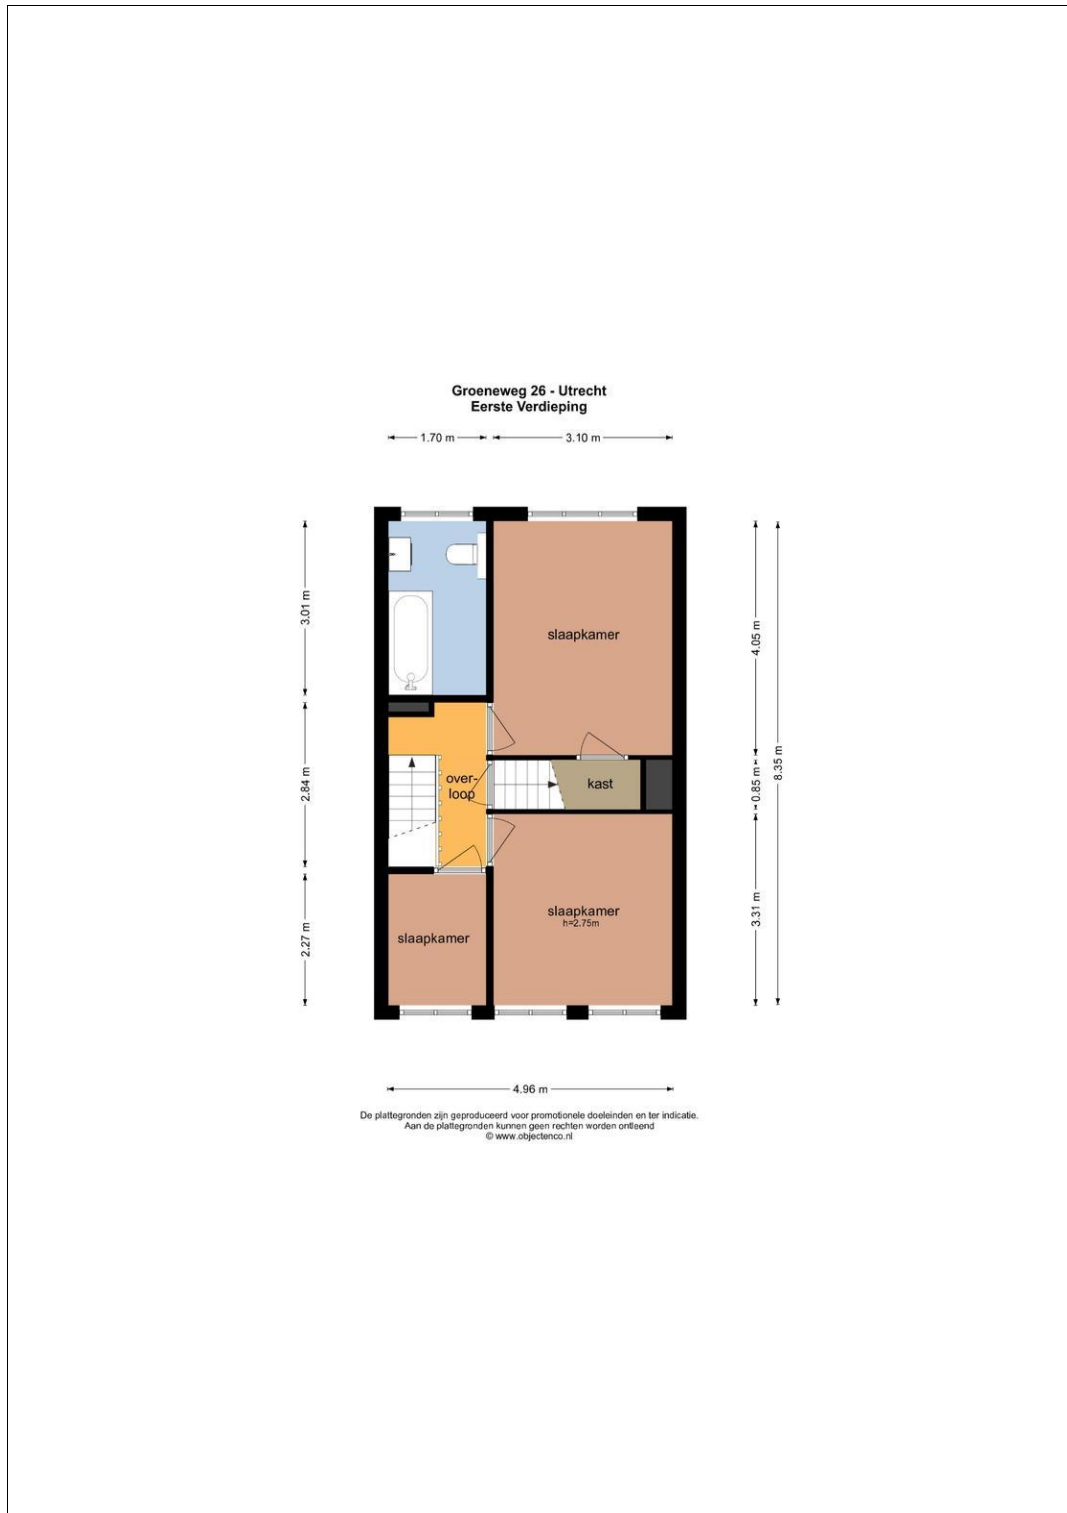 Groeneweg 26 - Utrecht
Eerste Verdieping
1.70 m
3.10 m
3.01 m
4.05 m
slaapkamer
8.35 m
2.84 m
over-
loop
kast
0.85 m
slaapkamer
h=2.75m
3.31 m
slaapkamer
2.27 m
4.96 m
De plattegronden zijn geproduceerd voor promotionele doeleinden en ter indicatie.
Aan de plattegronden kunnen geen rechten worden ontleend
© www.objectenco.nl